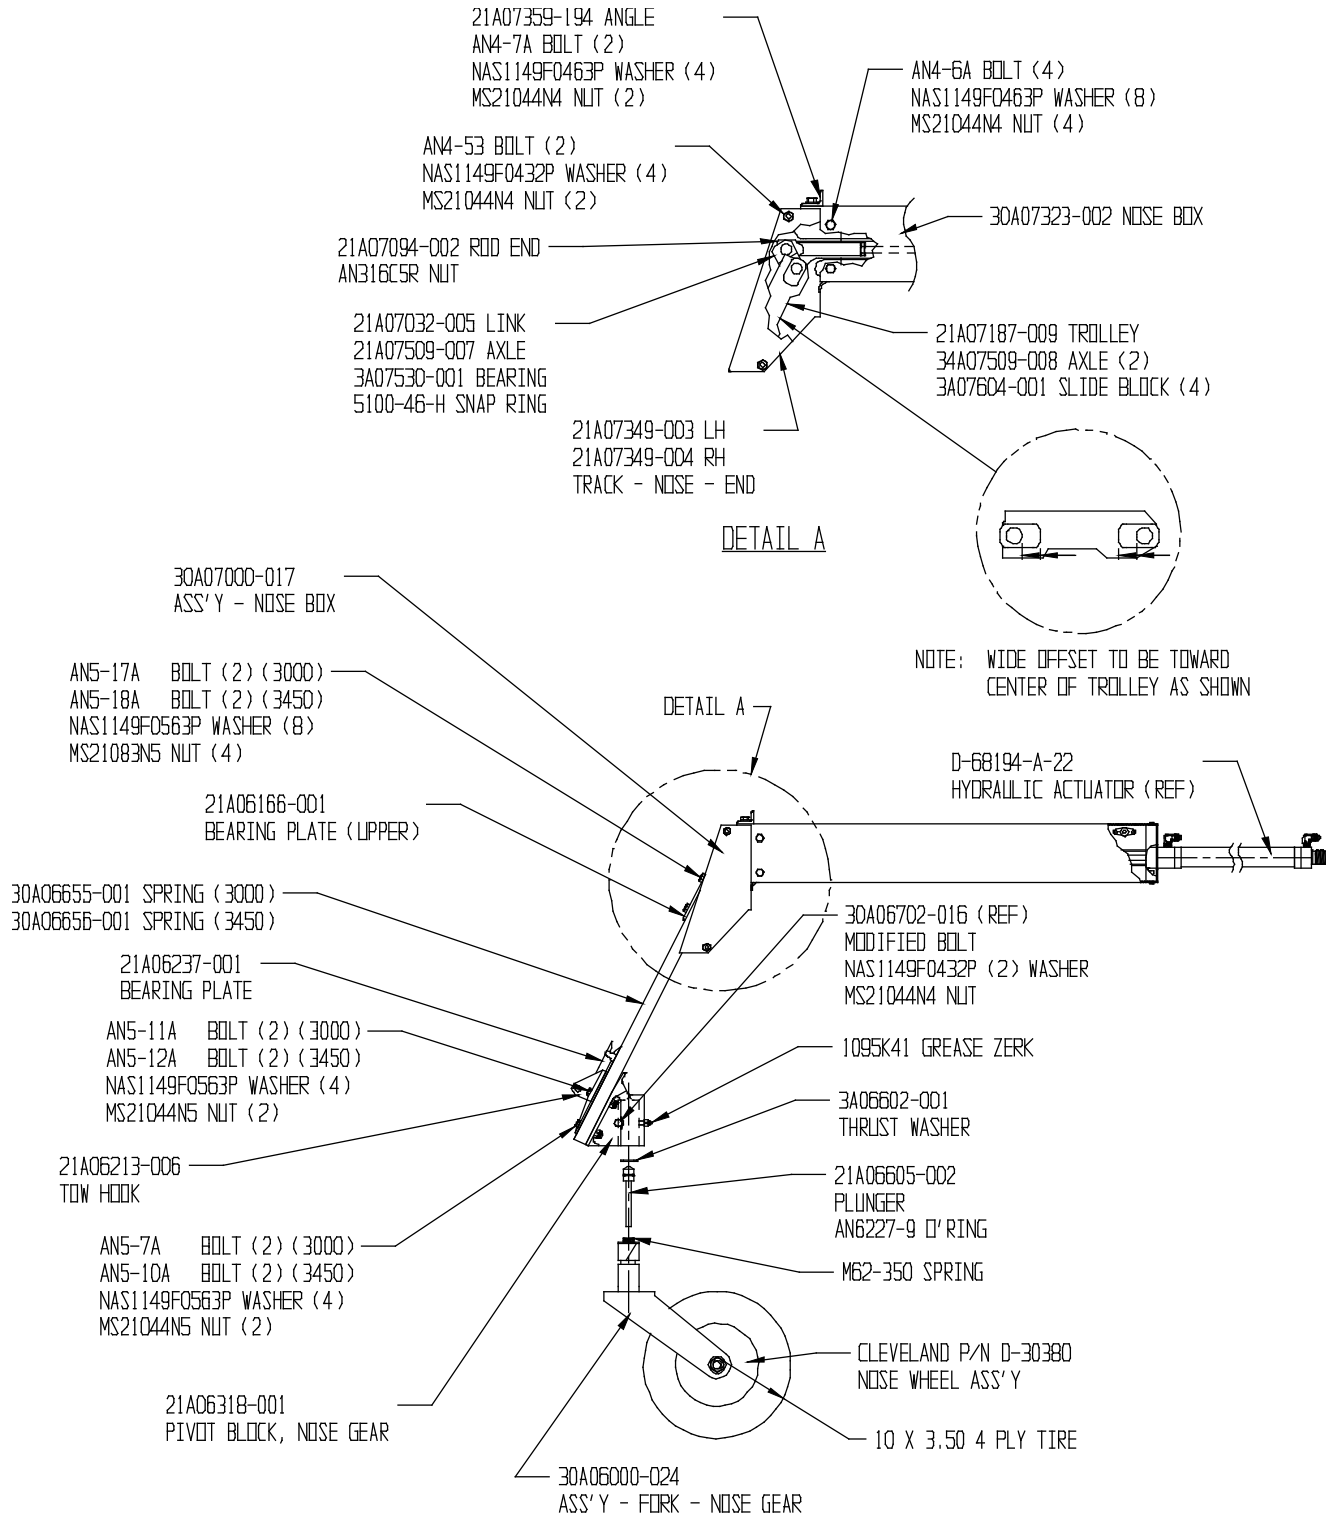 21A07359-194 ANGLE
AN4-7A BOLT (2)
NAS1149F0463P WASHER (4)
MS21044N4 NUT (2)
AN4-6A BOLT (4)
NAS1149F0463P WASHER (8)
MS21044N4 NUT (4)
AN4-53 BOLT (2)
NAS1149F0432P WASHER (4)
MS21044N4 NUT (2)
30A07323-002 NOSE BOX
21A07094-002 ROD END
AN316C5R NUT
21A07032-005 LINK
21A07509-007 AXLE
3A07530-001 BEARING
5100-46-H SNAP RING
21A07187-009 TROLLEY
34A07509-008 AXLE (2)
3A07604-001 SLIDE BLOCK (4)
21A07349-003 LH
21A07349-004 RH
TRACK - NOSE - END
DETAIL A
30A07000-017
ASS'Y - NOSE BOX
NOTE: WIDE OFFSET TO BE TOWARD
CENTER OF TROLLEY AS SHOWN
AN5-17A BOLT (2) (3000)
AN5-18A BOLT (2) (3450)
NAS1149F0563P WASHER (8)
MS21083N5 NUT (4)
DETAIL A
D-68194-A-22
HYDRAULIC ACTUATOR (REF)
21A06166-001
BEARING PLATE (UPPER)
30A06655-001 SPRING (3000)
30A06656-001 SPRING (3450)
30A06702-016 (REF)
MODIFIED BOLT
NAS1149F0432P (2) WASHER
MS21044N4 NUT
21A06237-001
BEARING PLATE
AN5-11A BOLT (2) (3000)
AN5-12A BOLT (2) (3450)
NAS1149F0563P WASHER (4)
MS21044N5 NUT (2)
1095K41 GREASE ZERK
3A06602-001
THRUST WASHER
21A06213-006
TOW HOOK
21A06605-002
PLUNGER
AN6227-9 O'RING
AN5-7A BOLT (2) (3000)
AN5-10A BOLT (2) (3450)
NAS1149F0563P WASHER (4)
MS21044N5 NUT (2)
M62-350 SPRING
CLEVELAND P/N D-30380
NOSE WHEEL ASS'Y
21A06318-001
PIVOT BLOCK, NOSE GEAR
10 X 3.50 4 PLY TIRE
30A06000-024
ASS'Y - FORK - NOSE GEAR